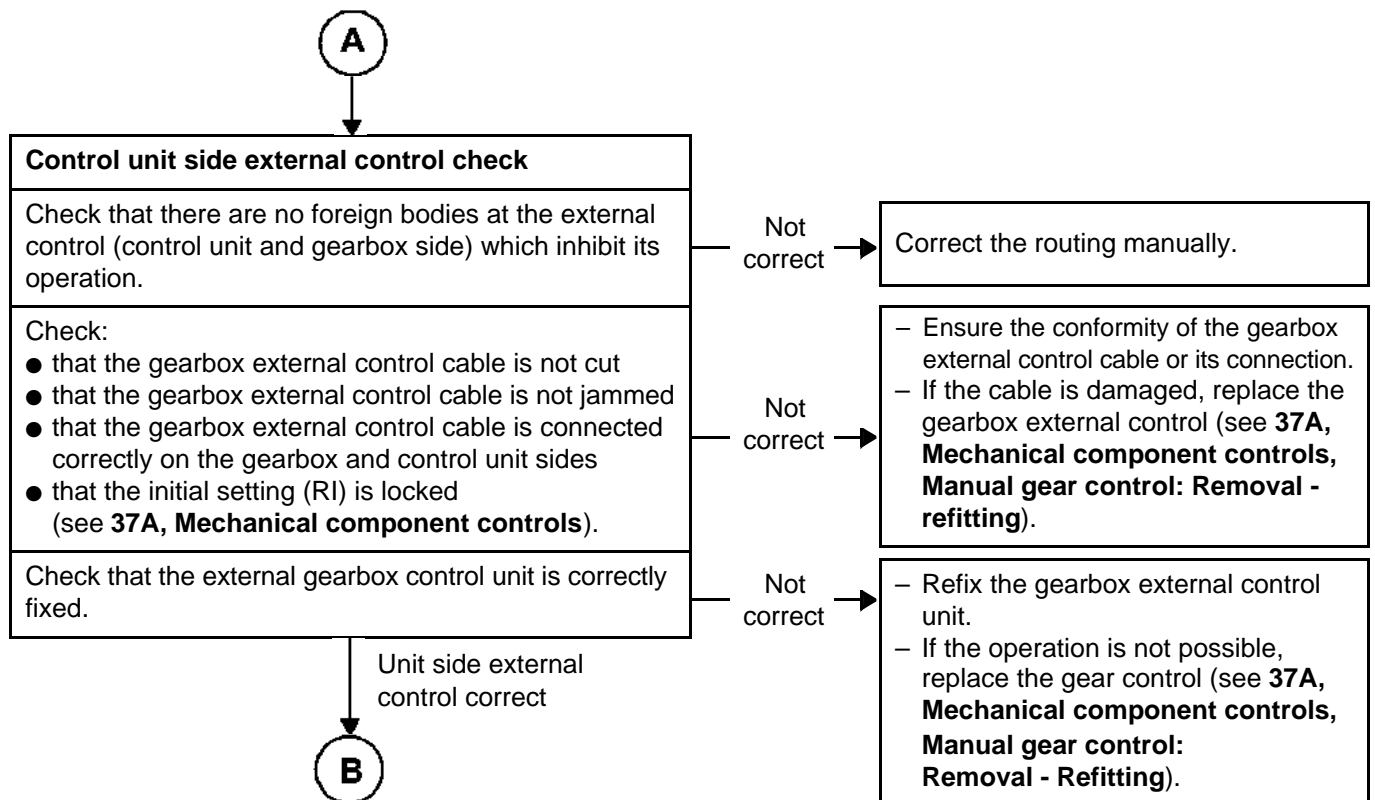 A
Control unit side external control check
Check that there are no foreign bodies at the external
control (control unit and gearbox side) which inhibit its
operation.
Not
correct
Correct the routing manually.
Check:
● that the gearbox external control cable is not cut
● that the gearbox external control cable is not jammed
● that the gearbox external control cable is connected
correctly on the gearbox and control unit sides
● that the initial setting (RI) is locked
(see 37A, Mechanical component controls).
Not
correct
– Ensure the conformity of the gearbox
external control cable or its connection.
– If the cable is damaged, replace the
gearbox external control (see 37A,
Mechanical component controls,
Manual gear control: Removal -
refitting).
Check that the external gearbox control unit is correctly
fixed.
Not
correct
– Refix the gearbox external control
unit.
– If the operation is not possible,
replace the gear control (see 37A,
Mechanical component controls,
Manual gear control:
Removal - Refitting).
Unit side external
control correct
B